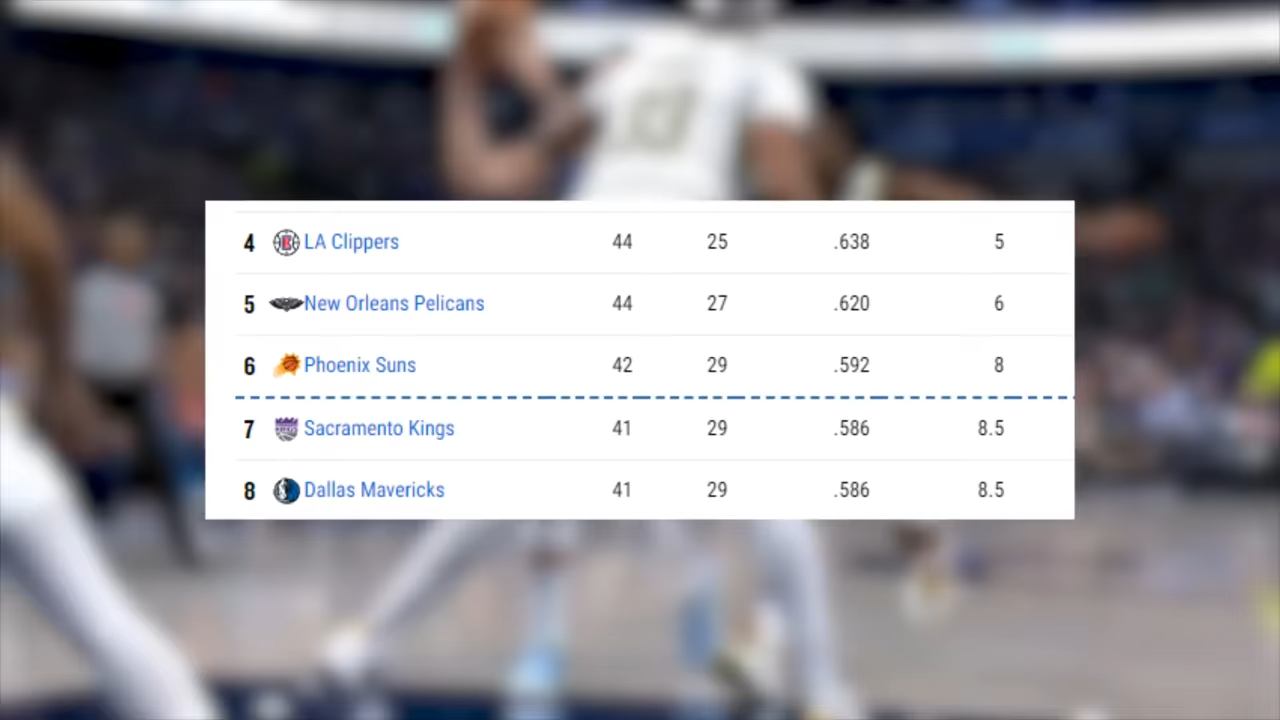 4 LA Clippers 44 25 .638 5
5 New Orleans Pelicans 44 27 .620 6
6 Phoenix Suns 42 29 .592 8
7 Sacramento Kings 41 29 .586 8.5
8 Dallas Mavericks 41 29 .586 8.5